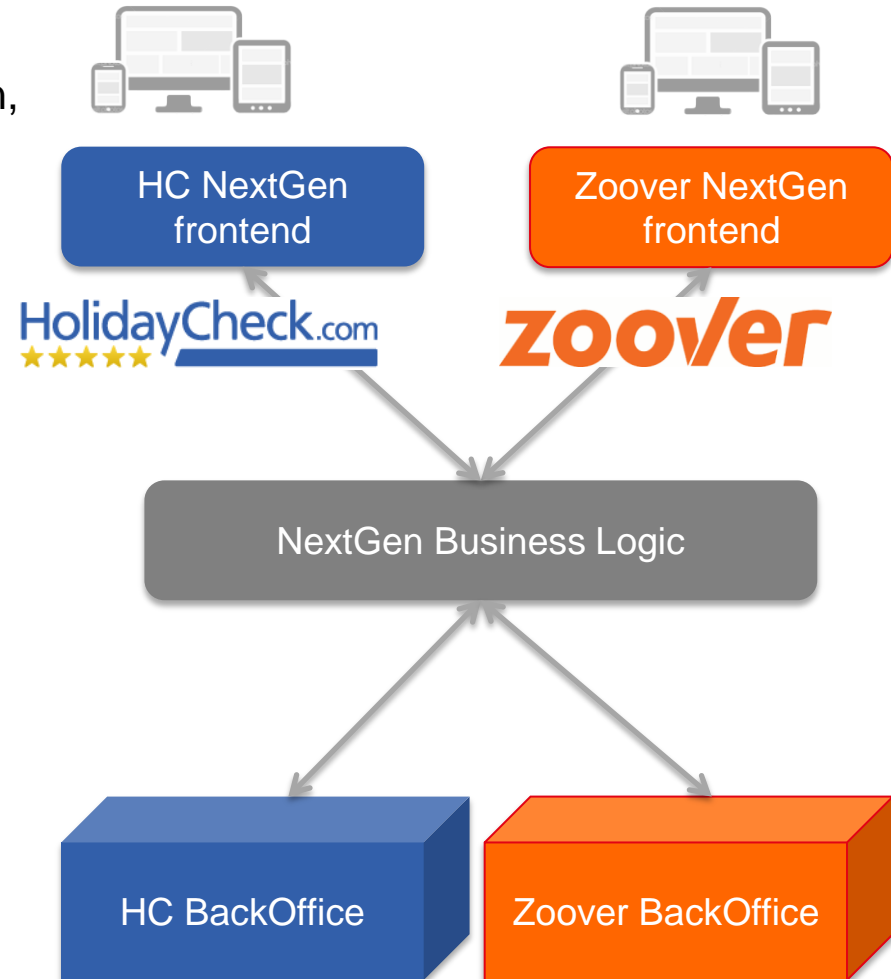 n,
HC NextGen
frontend
Zoover NextGen
frontend
HolidayCheck.com
zoover
NextGen Business Logic
HC BackOffice
Zoover BackOffice